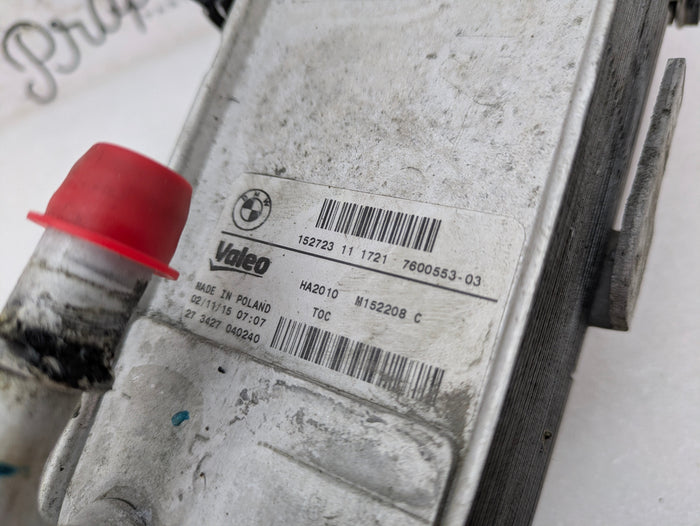 Prop
BMW
152723 11 1721 7600553-03
Valeo
HA2010 M152208 C
MADE IN POLAND
TOC
02/11/15 07:07
27 3427 040240